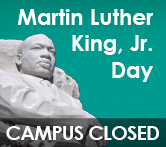 Martin Luther
King, Jr.
Day
CAMPUS CLOSED